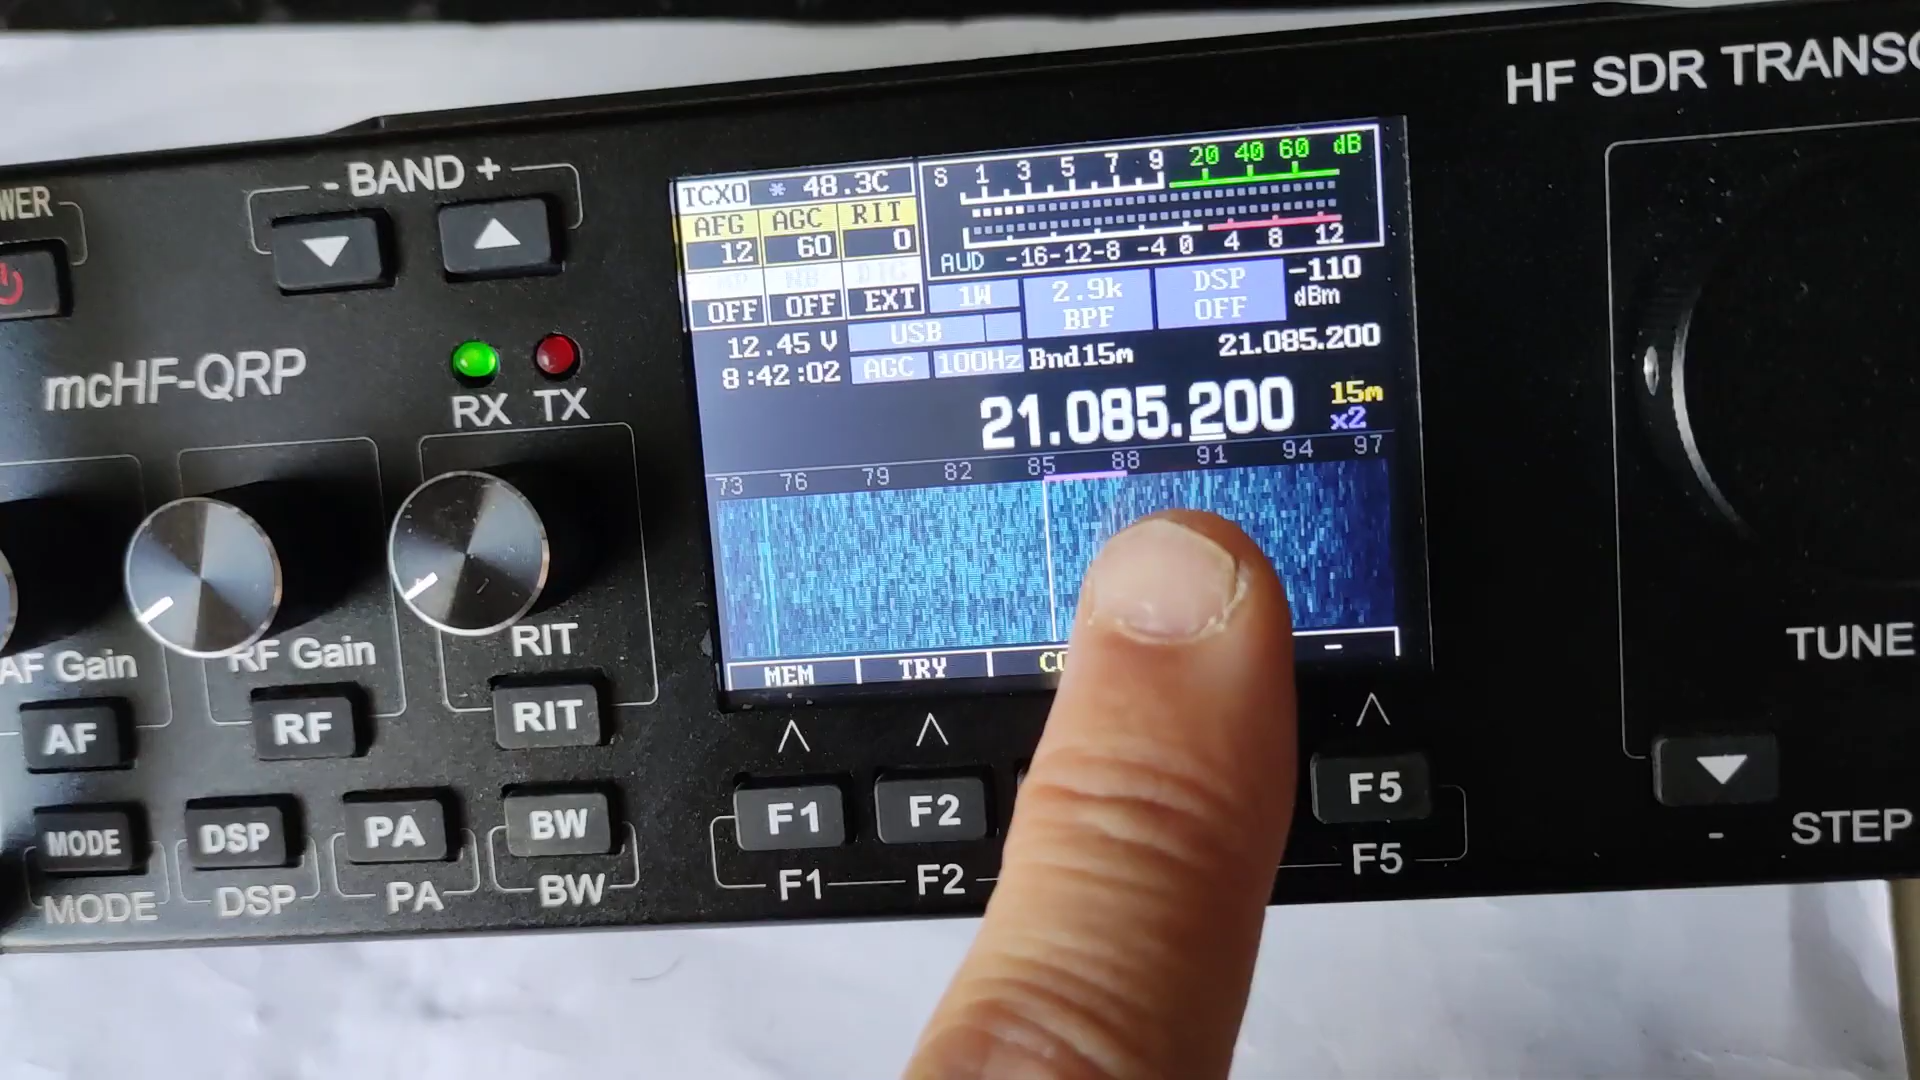 HF SDR TRANSC
WER
- BAND +
mcHF-QRP
RX TX
TCXO * 48.3C
AFG AGC RIT
12 60 0
OFF OFF EXT
12.45 V
8:42:02
S 1 3 5 7 9 20 40 60 dB
AUD -16-12-8 -4 0 4 8 12
1W
USB
AGC 100Hz
2.9k
BPF
DSP
OFF
-110
dBm
Bnd15m
21.085.200
21.085.200
15m
x2
73 76 79 82 85 88 91 94 97
MEM TRY CO -
AF Gain RF Gain RIT
AF RF RIT
MODE DSP PA BW
MODE DSP PA BW
F1 F2 F5
F1 F2 F5
TUNE
- STEP